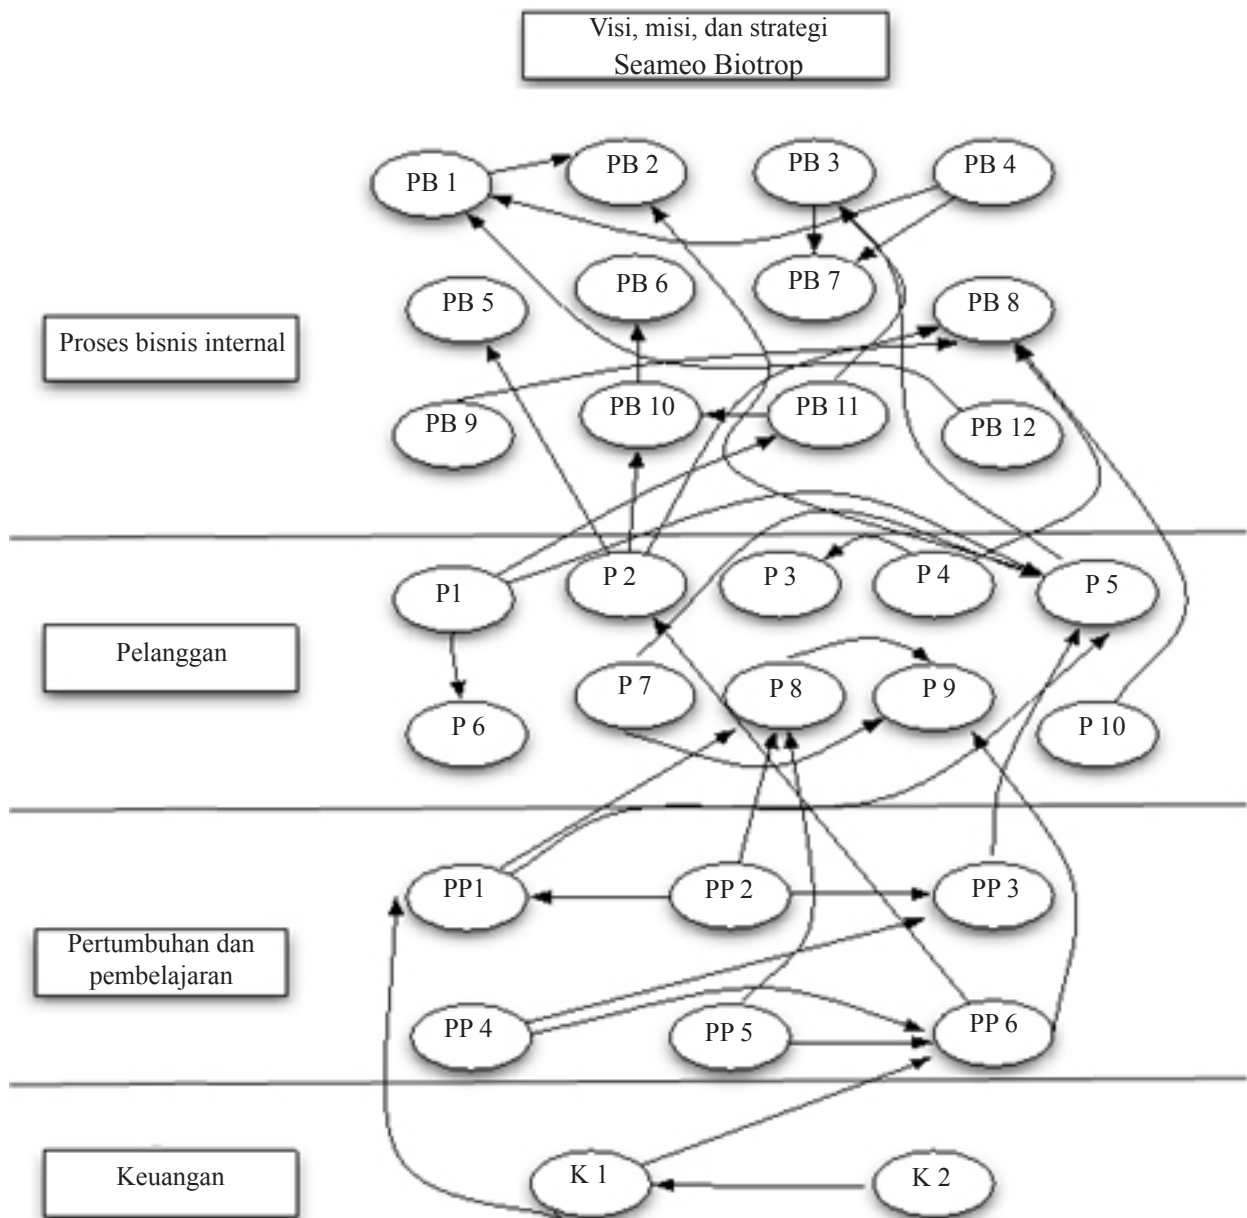 Visi, misi, dan strategi
Seameo Biotrop
PB 1
PB 2
PB 3
PB 4
Proses bisnis internal
PB 5
PB 6
PB 7
PB 8
PB 9
PB 10
PB 11
PB 12
Pelanggan
P1
P 2
P 3
P 4
P 5
P 6
P 7
P 8
P 9
P 10
Pertumbuhan dan
pembelajaran
PP1
PP 2
PP 3
PP 4
PP 5
PP 6
Keuangan
K 1
K 2